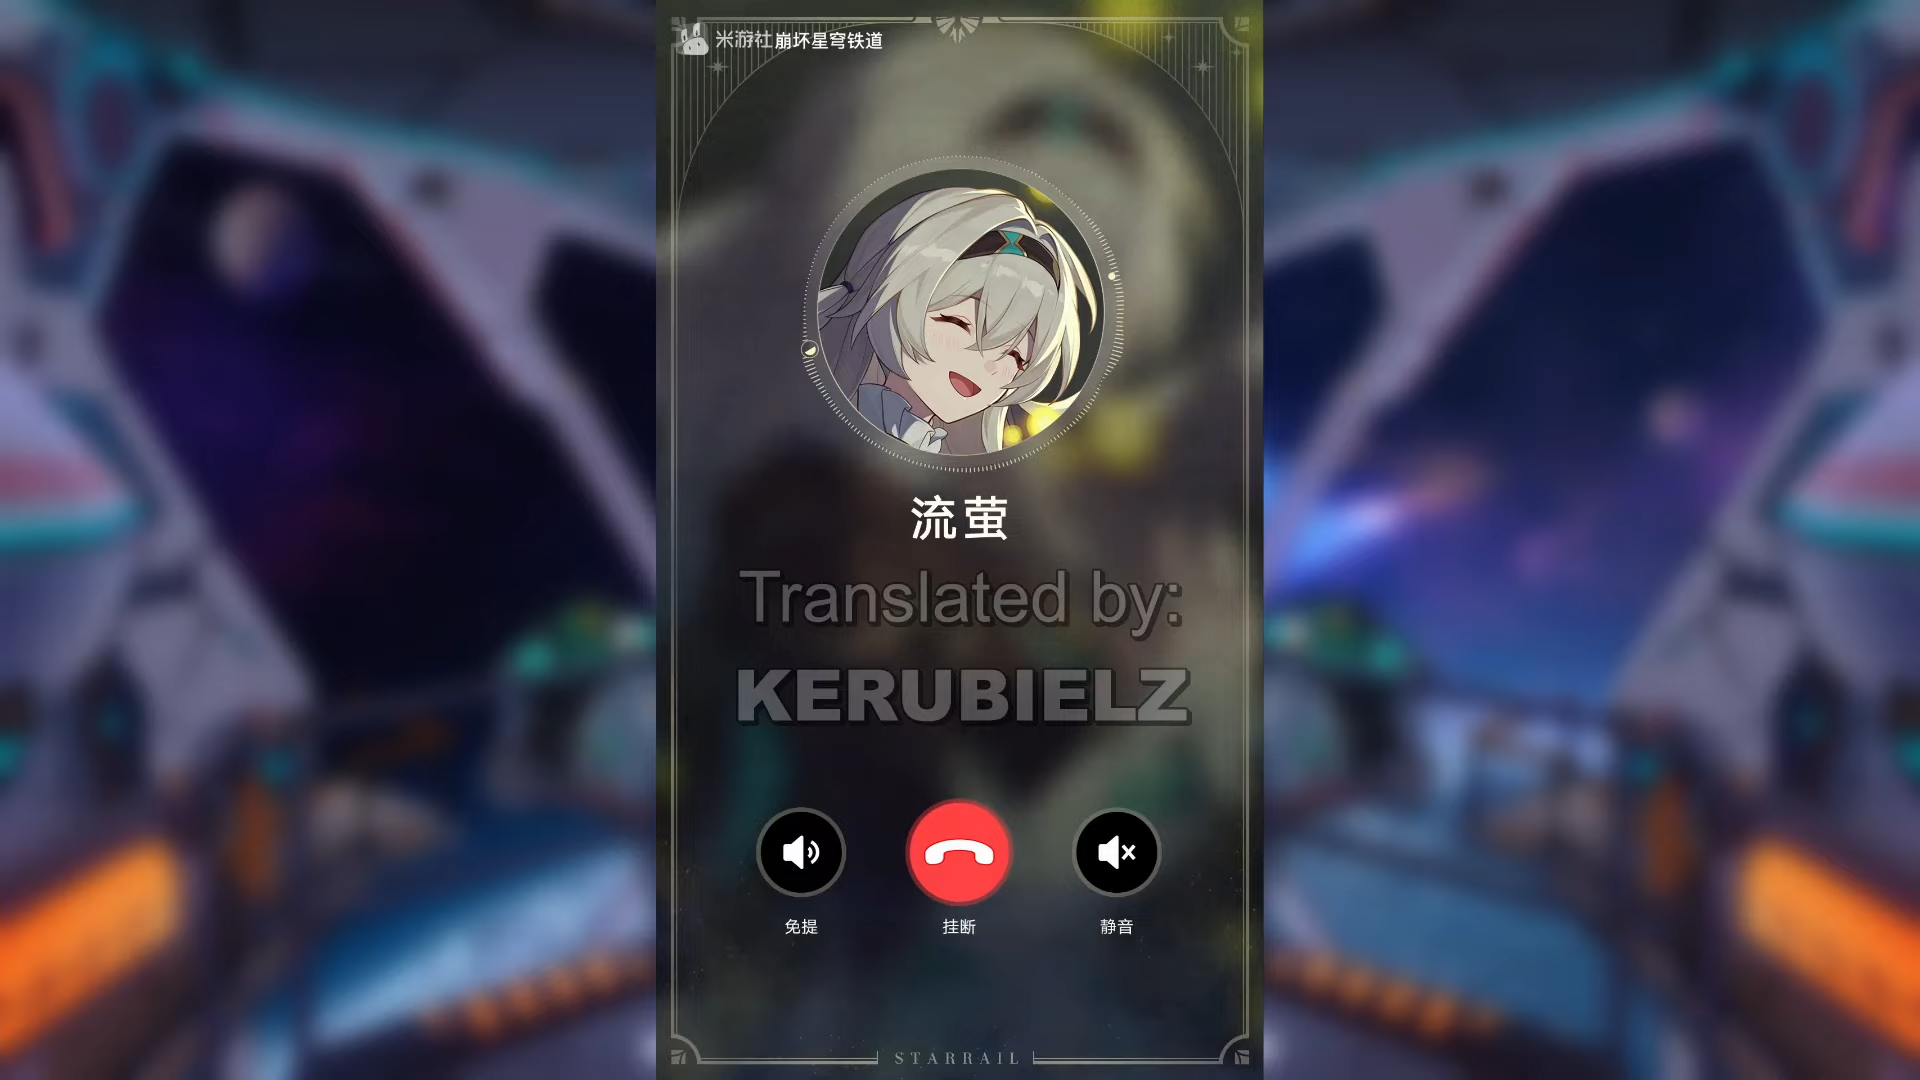 米游社崩坏星穹铁道
流萤
Translated by:
KERUBIELZ
免提 挂断 静音
STARRAIL